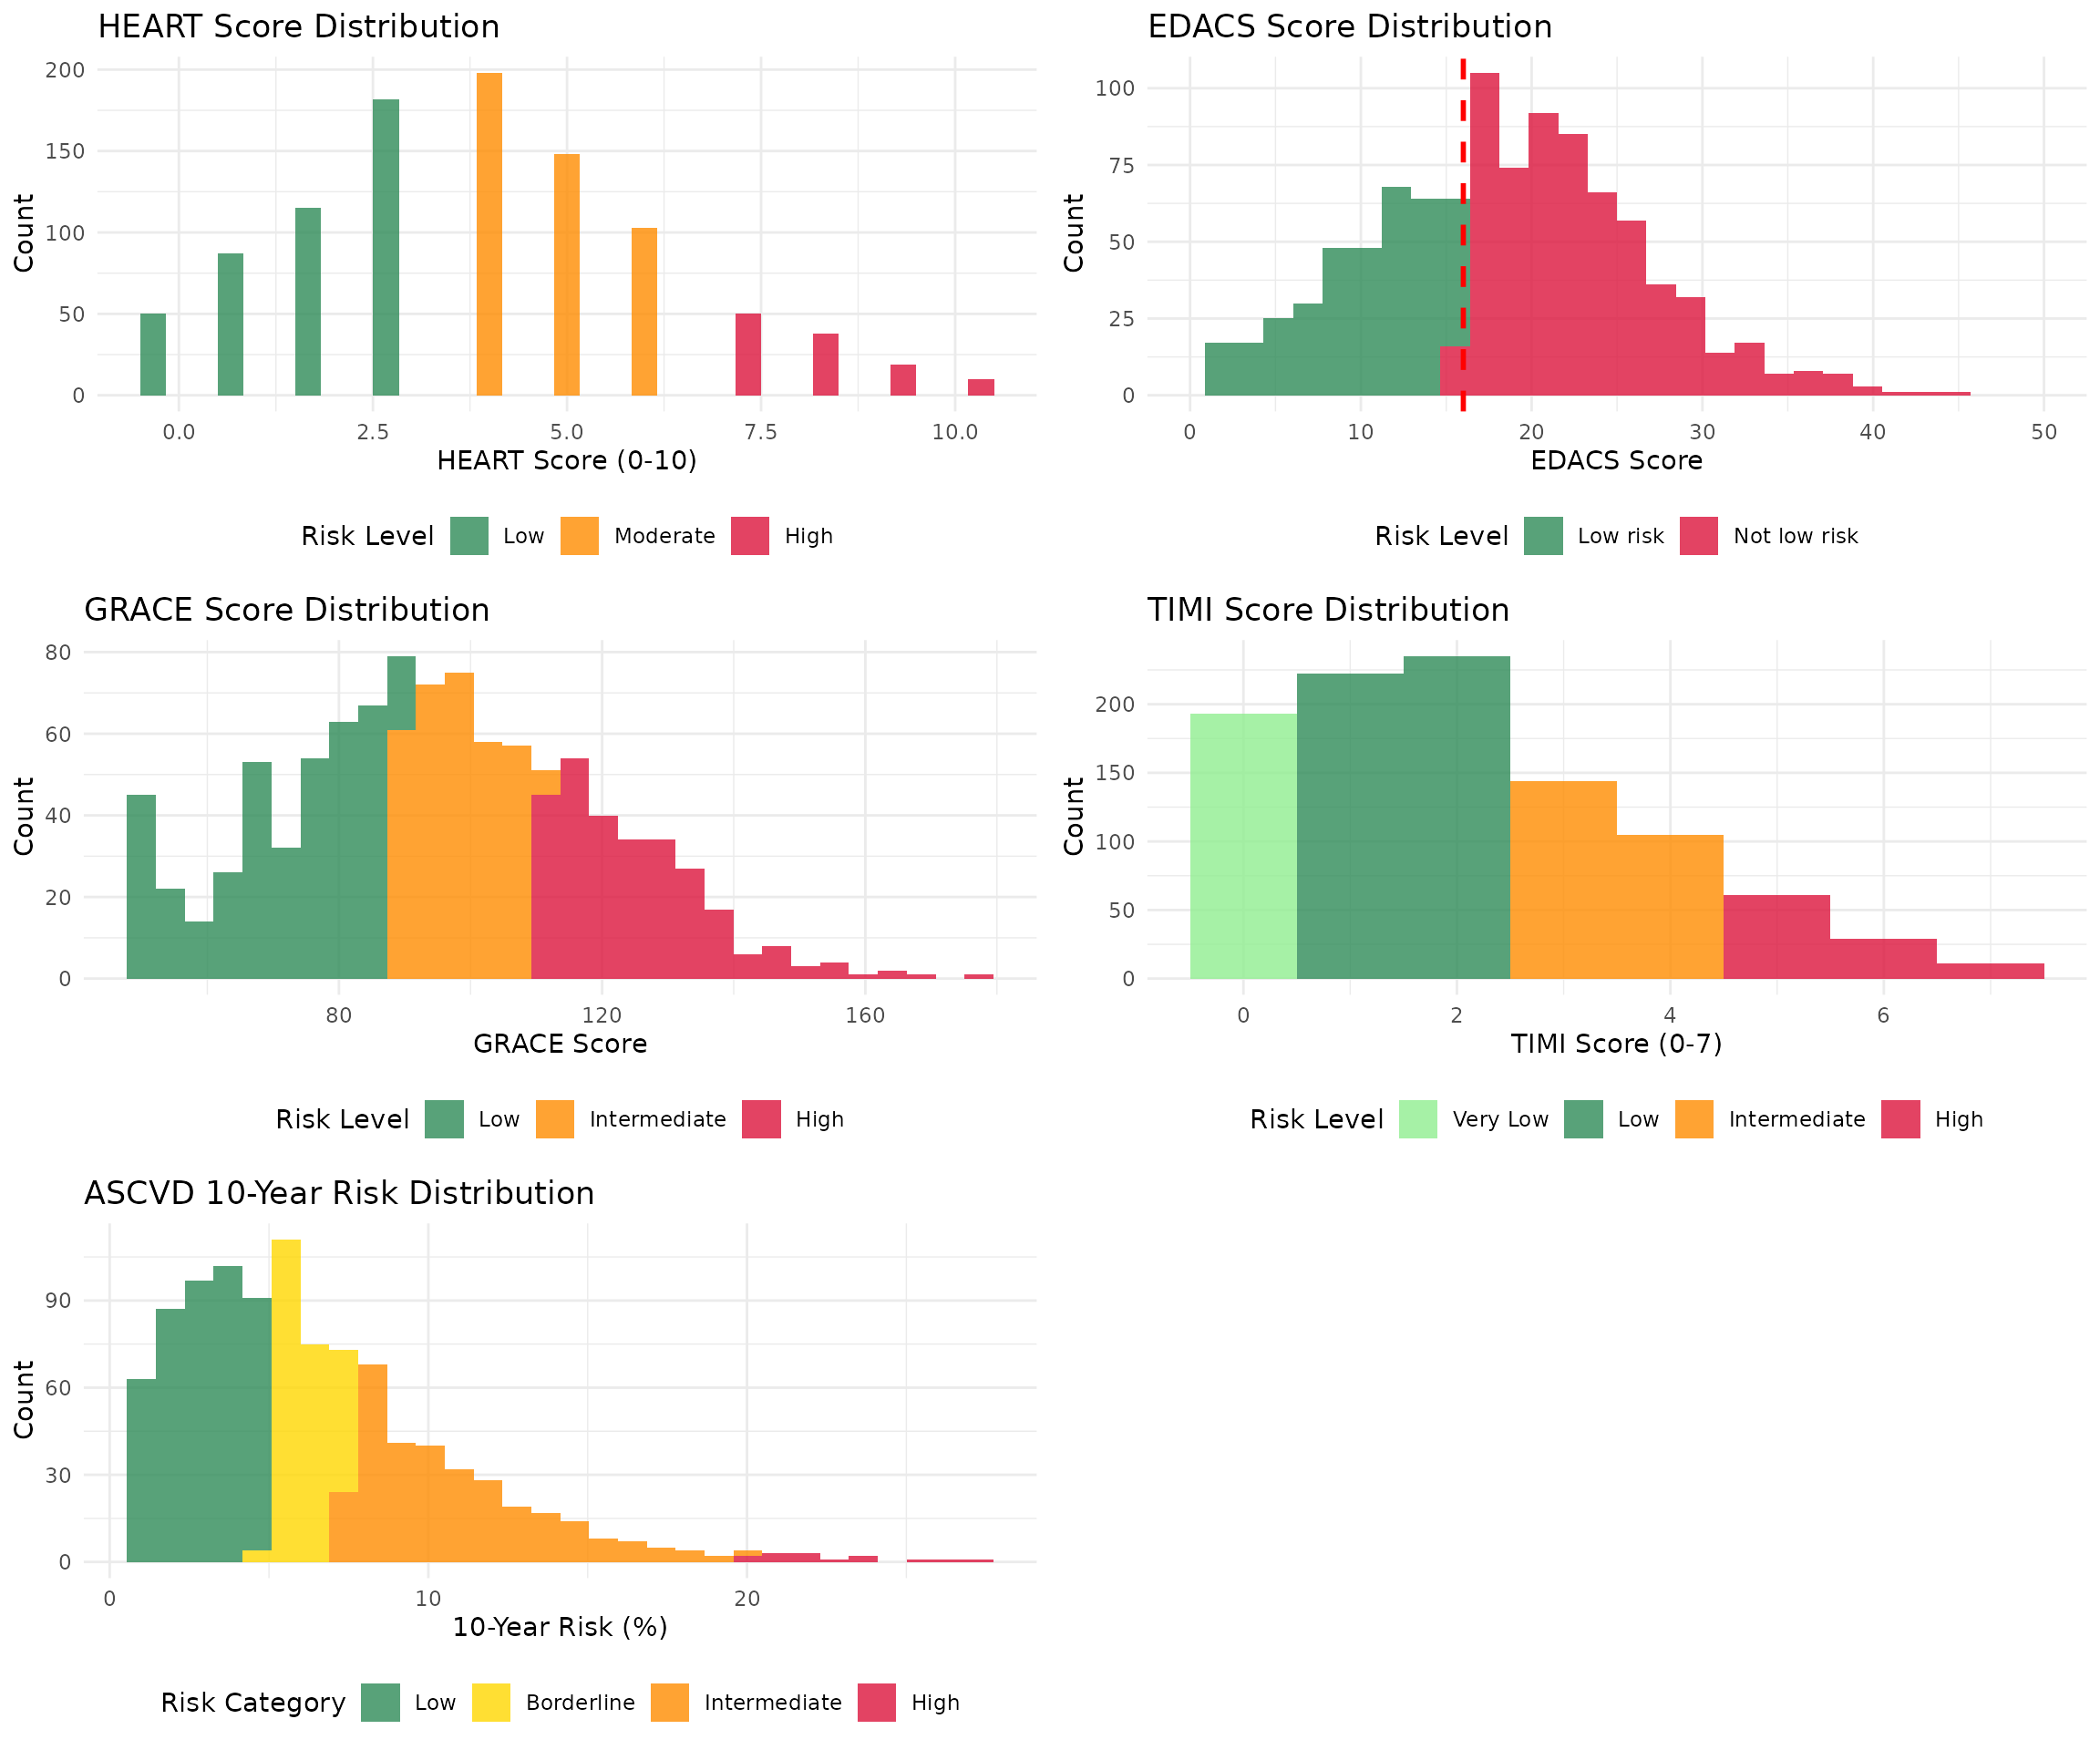 HEART Score Distribution
200
150
100
50
0
Count
0.0 2.5 5.0 7.5 10.0
HEART Score (0-10)
Risk Level Low Moderate High
EDACS Score Distribution
100
75
50
25
0
Count
0 10 20 30 40 50
EDACS Score
Risk Level Low risk Not low risk
GRACE Score Distribution
80
60
40
20
0
Count
80 120 160
GRACE Score
Risk Level Low Intermediate High
TIMI Score Distribution
200
150
100
50
0
Count
0 2 4 6
TIMI Score (0-7)
Risk Level Very Low Low Intermediate High
ASCVD 10-Year Risk Distribution
90
60
30
0
Count
0 10 20
10-Year Risk (%)
Risk Category Low Borderline Intermediate High